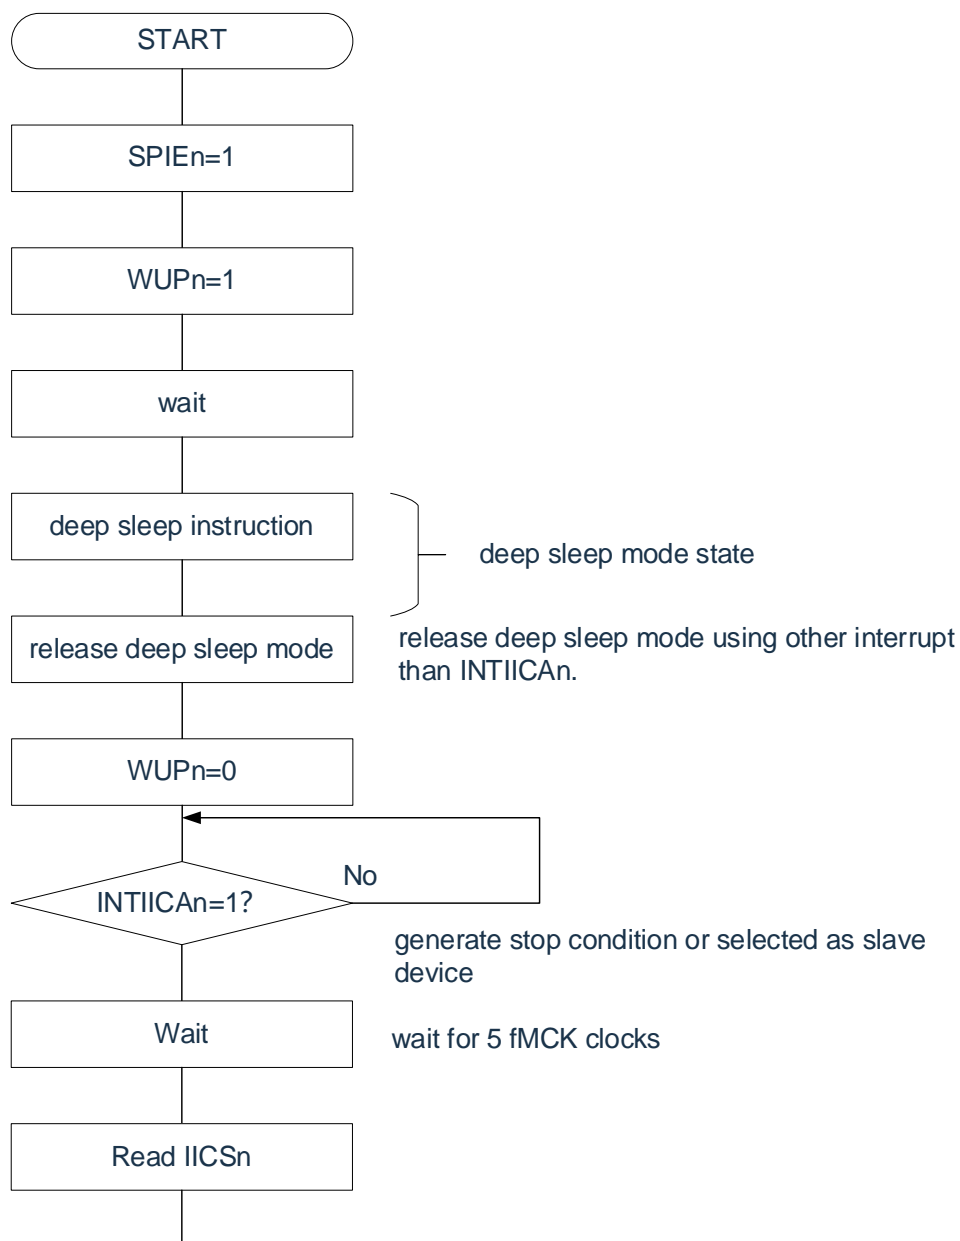 START
SPIEn=1
WUPn=1
wait
deep sleep instruction
deep sleep mode state
release deep sleep mode
release deep sleep mode using other interrupt
than INTIICAn.
WUPn=0
No
INTIICAn=1?
generate stop condition or selected as slave
device
Wait
wait for 5 fMCK clocks
Read IICSn